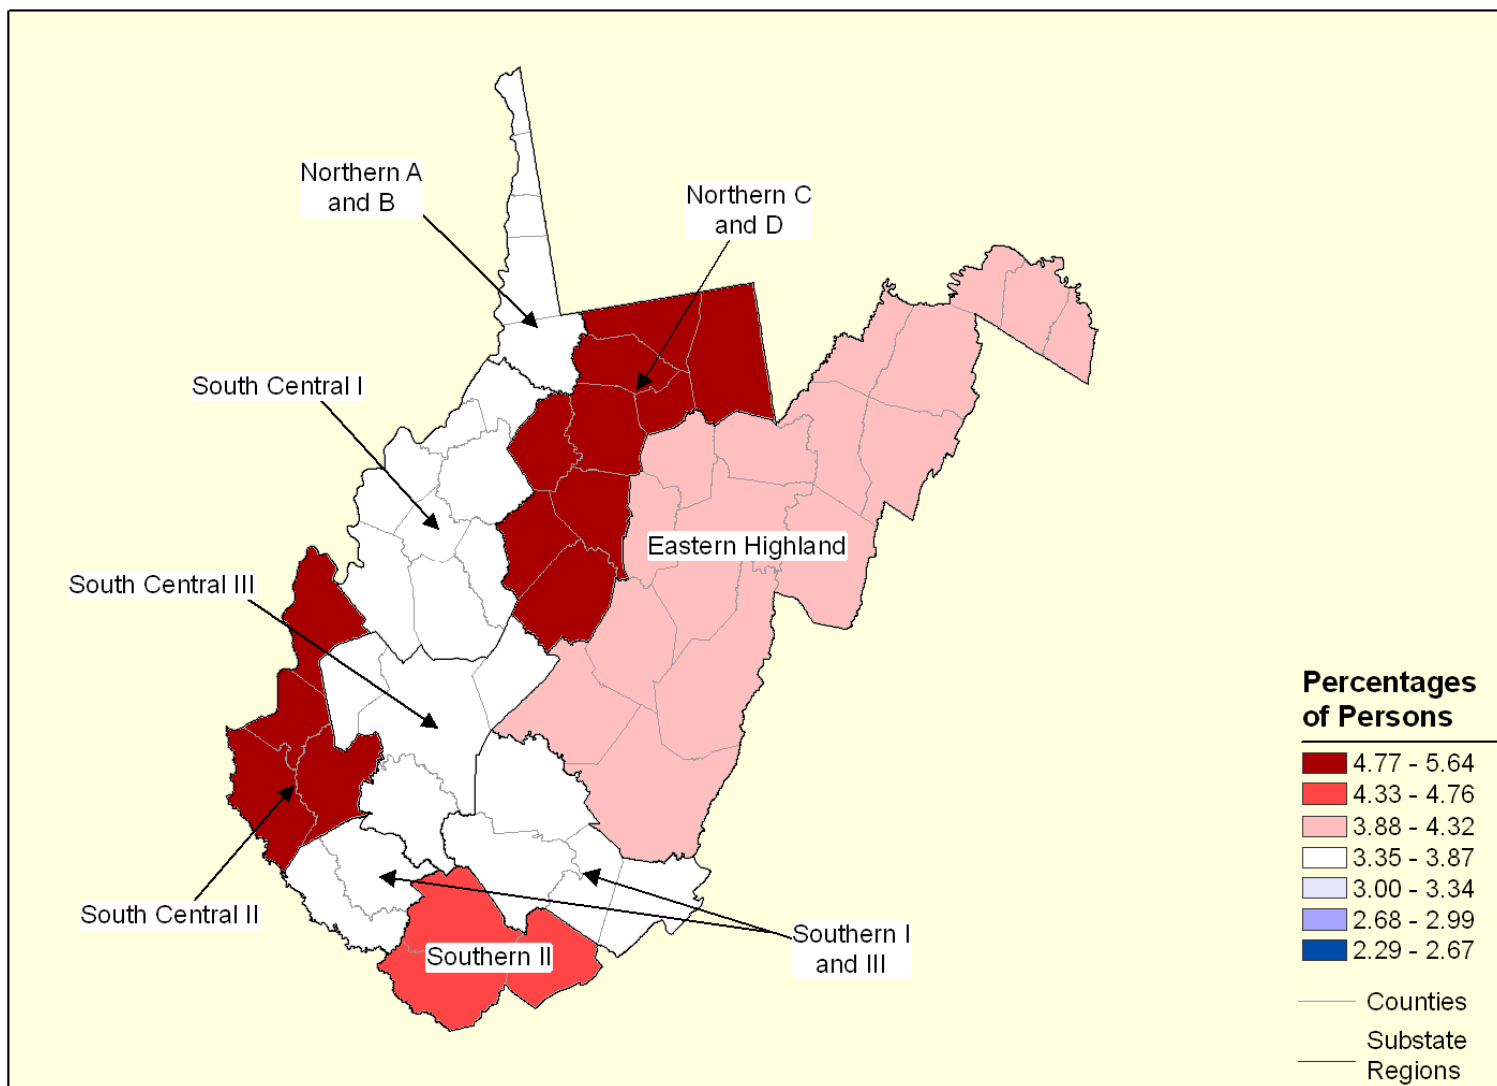 Northern A
and B
Northern C
and D
South Central I
Eastern Highland
South Central III
South Central II
Southern II
Southern I
and III
Percentages
of Persons
4.77 - 5.64
4.33 - 4.76
3.88 - 4.32
3.35 - 3.87
3.00 - 3.34
2.68 - 2.99
2.29 - 2.67
Counties
Substate
Regions